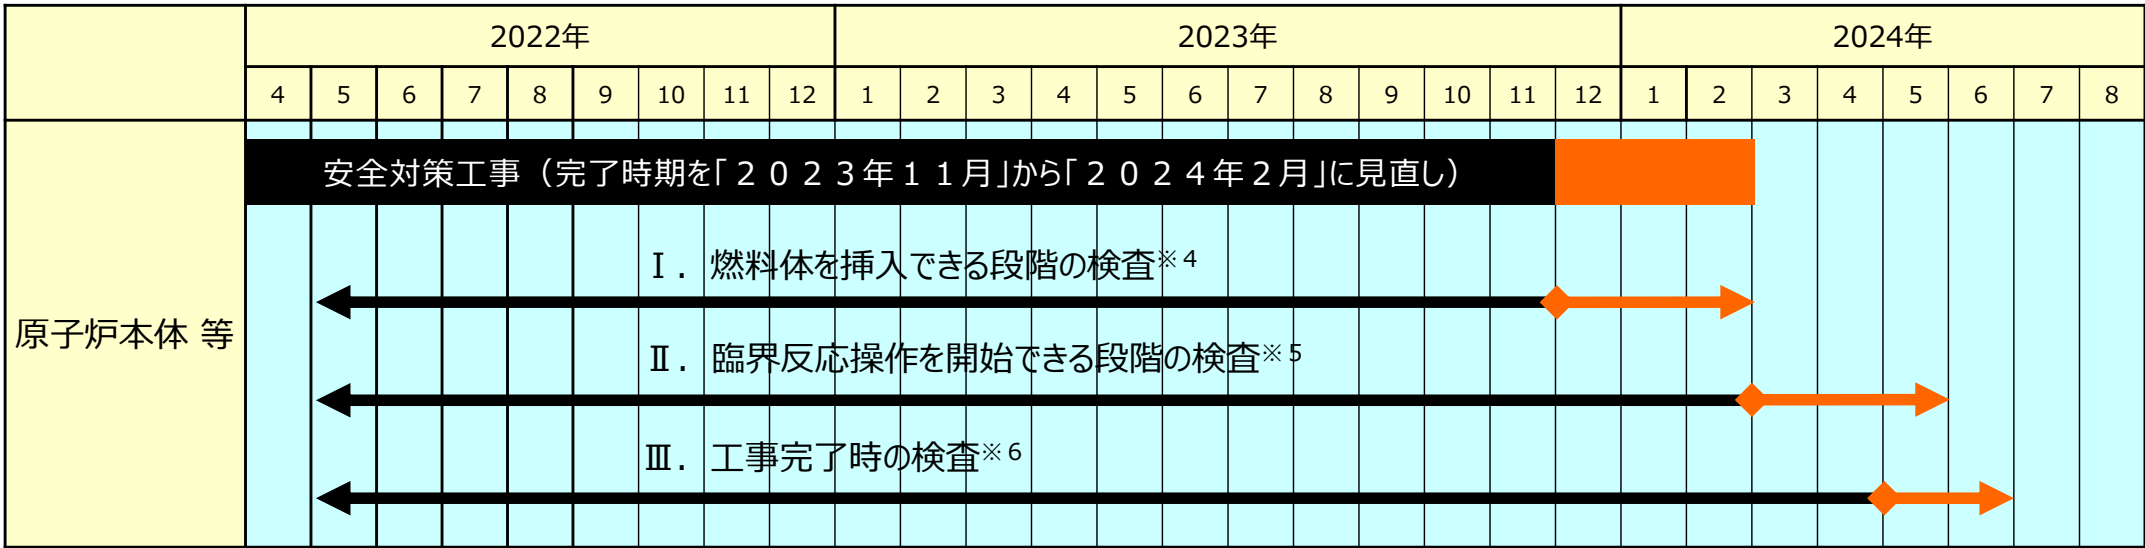 2022年 2023年 2024年
4 5 6 7 8 9 10 11 12 1 2 3 4 5 6 7 8 9 10 11 12 1 2 3 4 5 6 7 8
安全対策工事（完了時期を「２０２３年１１月」から「２０２４年２月」に見直し）
Ⅰ．燃料体を挿入できる段階の検査※４
原子炉本体 等
Ⅱ．臨界反応操作を開始できる段階の検査※５
Ⅲ．工事完了時の検査※６